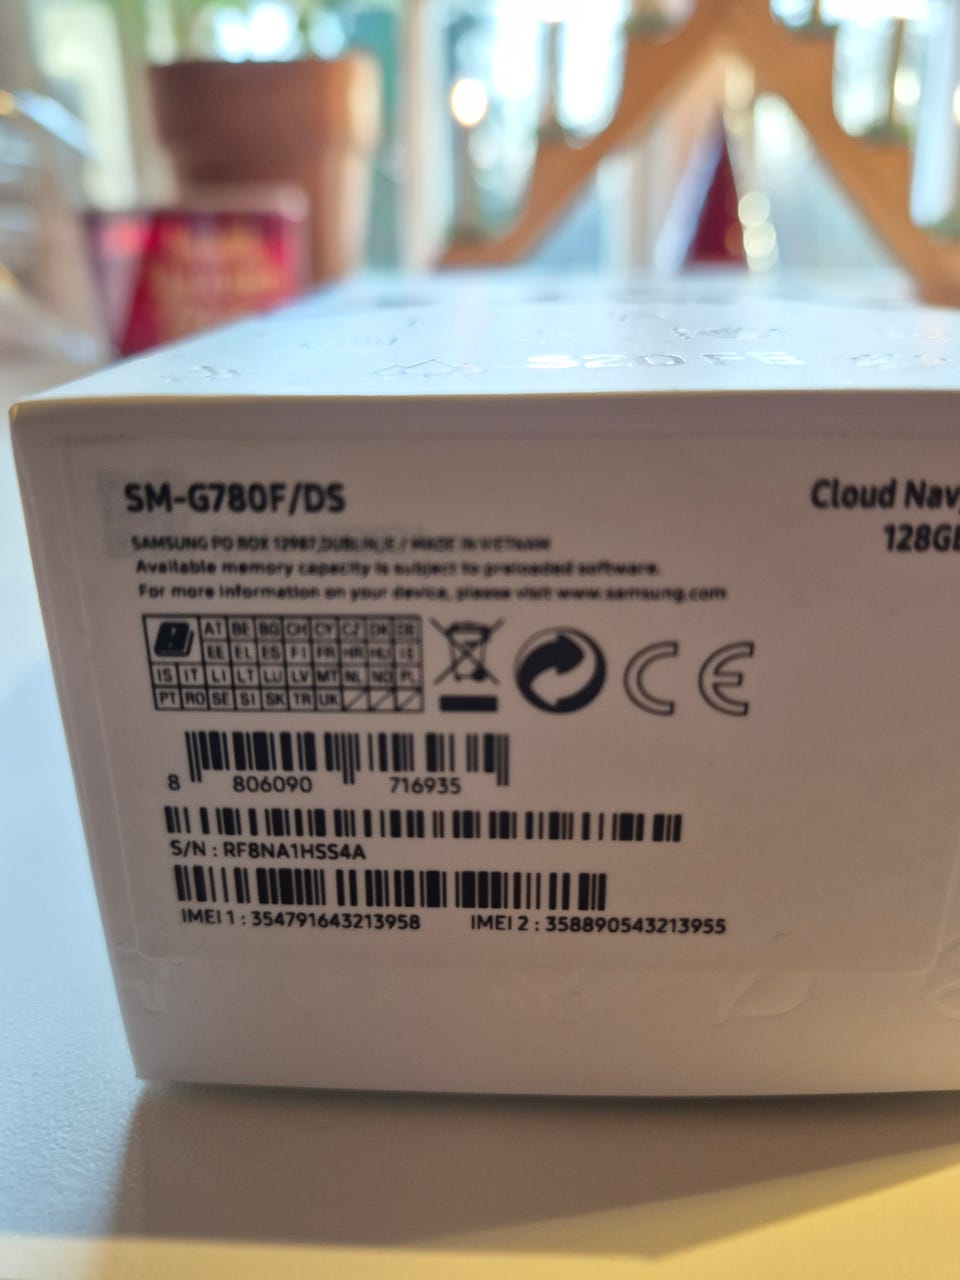 S20 FE
SM-G780F/DS
Cloud Nav
128GB
SAMSUNG PO BOX 12987,DUBLIN,IE / MADE IN VIETNAM
Available memory capacity is subject to preloaded software.
For more information on your device, please visit www.samsung.com
AT BE BG CH CY CZ DK DE
EE EL ES FI FR HR HU IE
IS IT LI LT LU LV MT NL NO PL
PT RO SE SI SK TR UK
CE
8 806090 716935
S/N : RF8NA1HSS4A
IMEI 1 : 354791643213958 IMEI 2 : 358890543213955